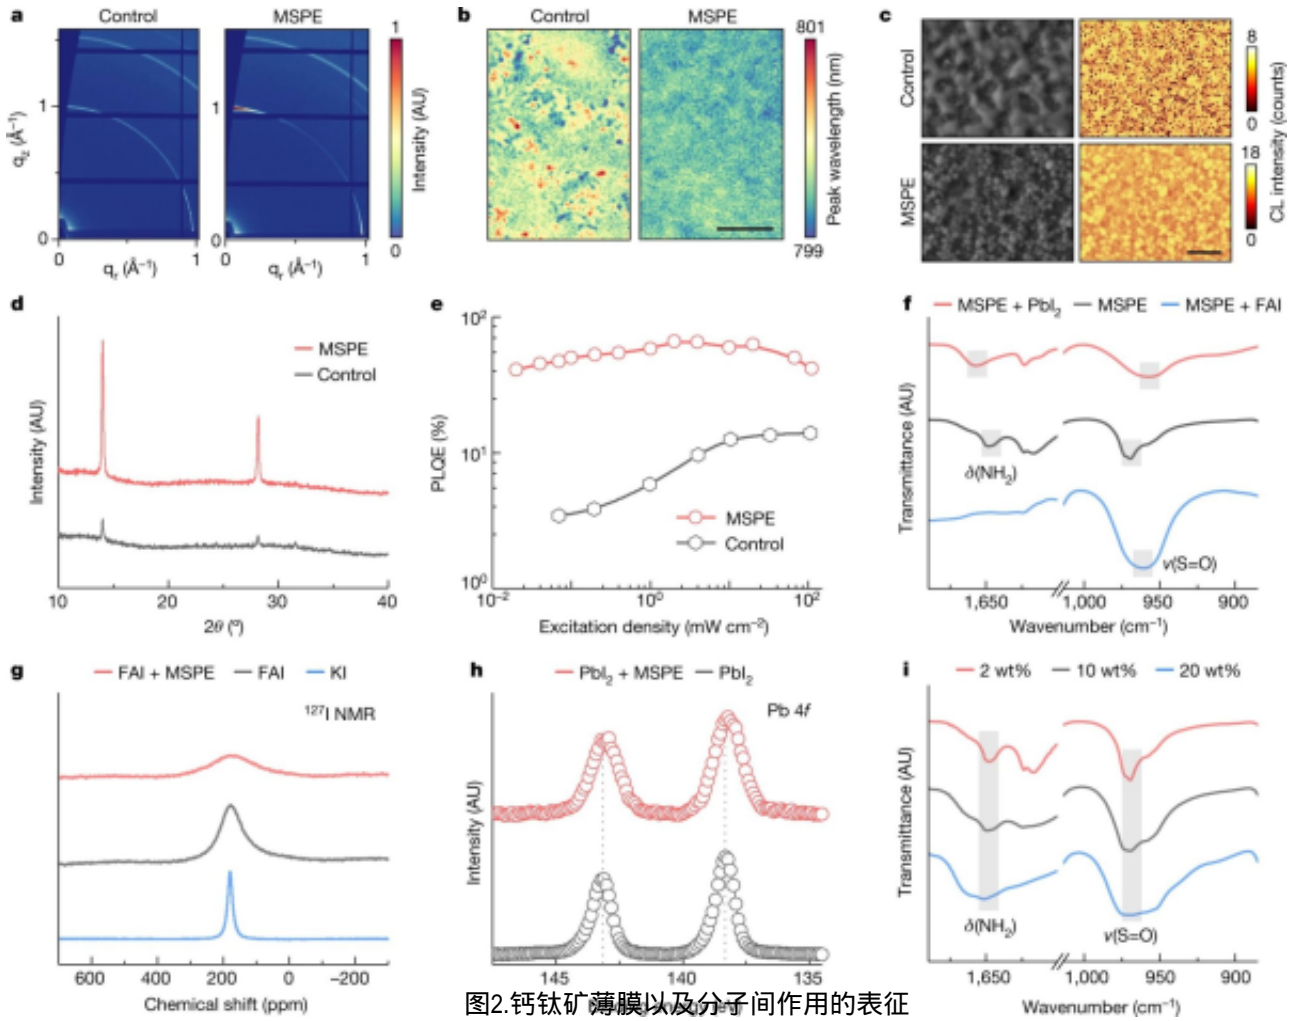 a Control MSPE
1
1
0
0 1
q_r (Å⁻¹)
q_z (Å⁻¹)
1
0 1
q_r (Å⁻¹)
1
Intensity (AU)
0
b Control MSPE
801
Peak wavelength (nm)
799
c
Control
MSPE
8
0
18
0
CL intensity (counts)
d
MSPE
Control
Intensity (AU)
10 20 30 40
2θ (°)
e
10²
10¹
10⁰
PLQE (%)
MSPE
Control
10⁻² 10⁰ 10²
Excitation density (mW cm⁻²)
f MSPE + PbI₂ MSPE MSPE + FAI
Transmittance (AU)
δ(NH₂)
ν(S=O)
1,650 1,000 950 900
Wavenumber (cm⁻¹)
g FAI + MSPE FAI KI
¹²⁷I NMR
600 400 200 0 −200
Chemical shift (ppm)
h PbI₂ + MSPE PbI₂
Pb 4f
Intensity (AU)
145 140 135
i 2 wt% 10 wt% 20 wt%
Transmittance (AU)
δ(NH₂)
ν(S=O)
1,650 1,000 950 900
Wavenumber (cm⁻¹)
图2.钙钛矿薄膜以及分子间作用的表征